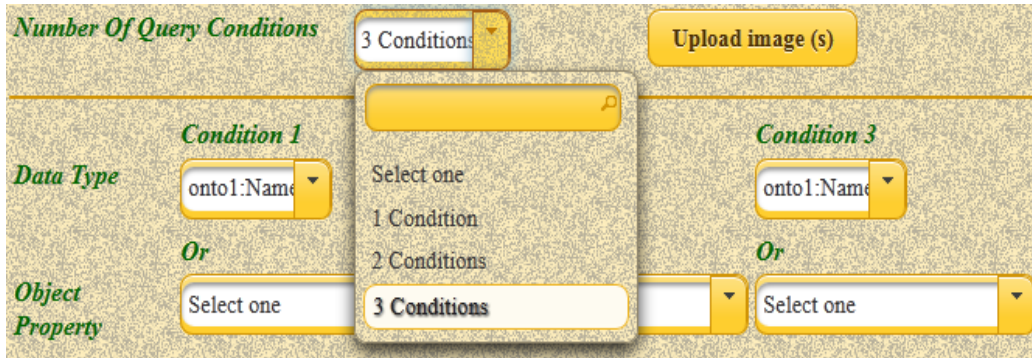 Number Of Query Conditions 3 Conditions Upload image (s)
Condition 1 Condition 3
Data Type onto1:Name onto1:Name
Select one
1 Condition
2 Conditions
3 Conditions
Or Or
Object Property Select one Select one